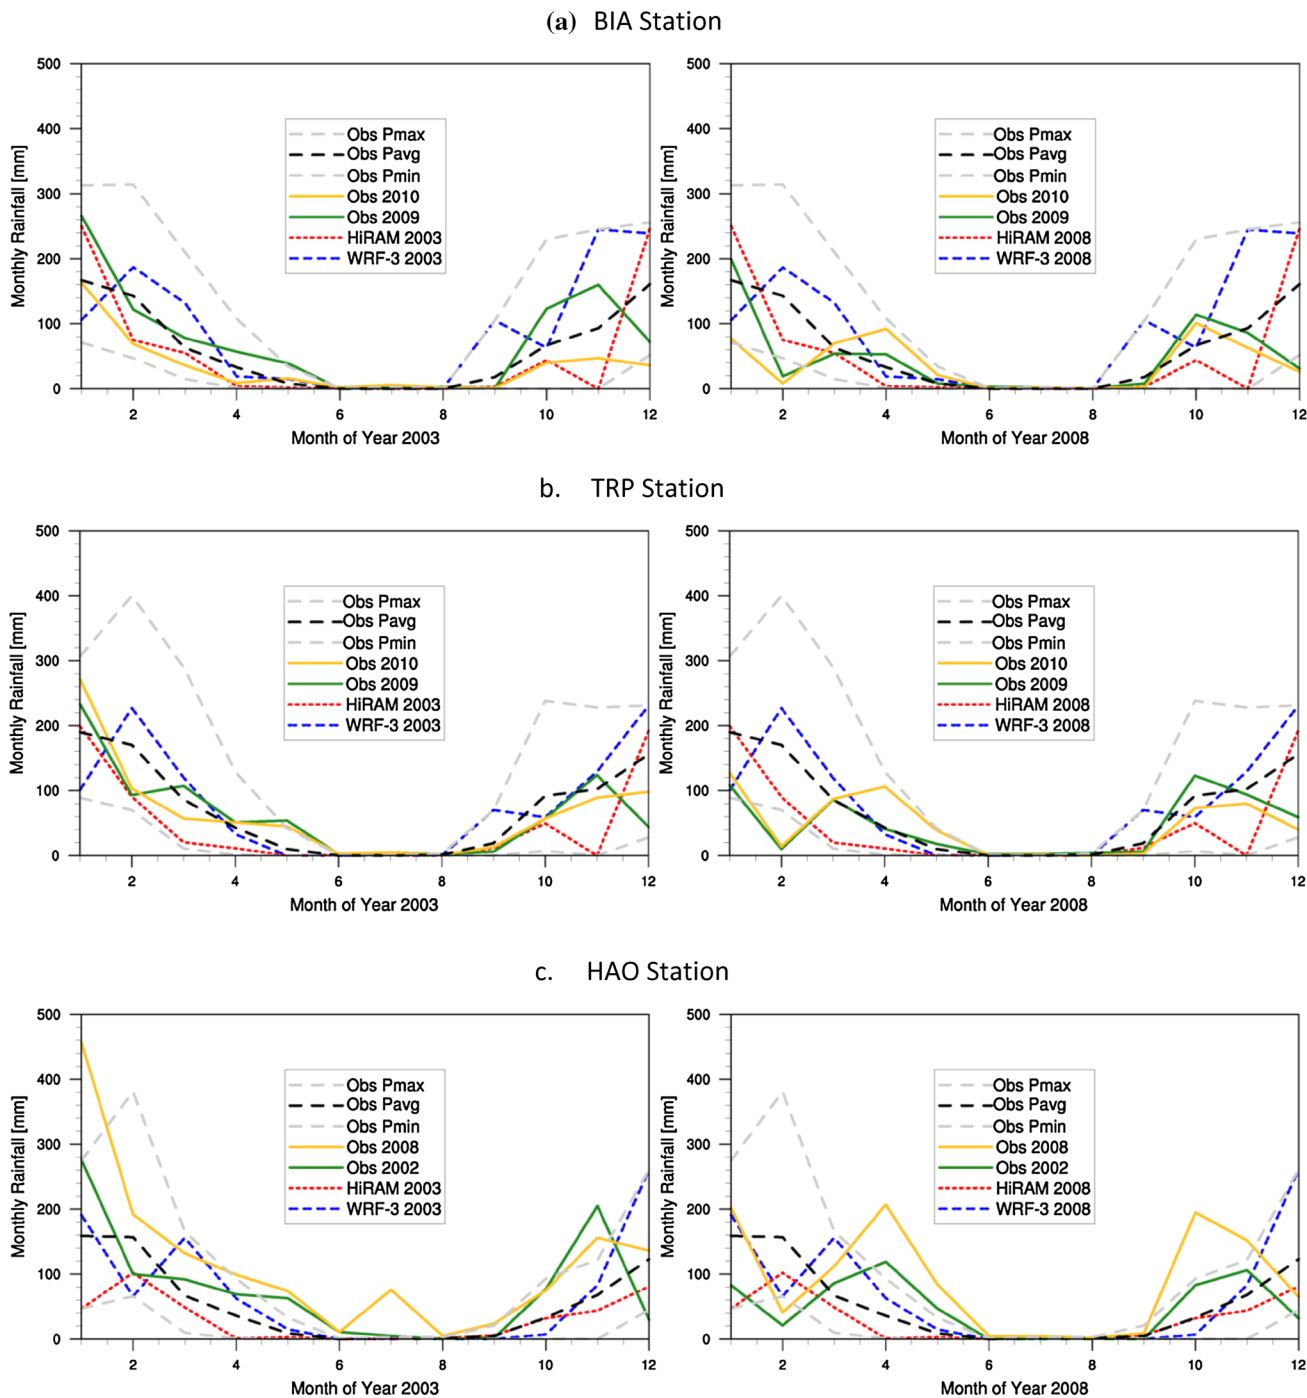 (a) BIA Station
500
400
300
200
100
0
Monthly Rainfall [mm]
Obs Pmax
Obs Pavg
Obs Pmin
Obs 2010
Obs 2009
HiRAM 2003
WRF-3 2003
2 4 6 8 10 12
Month of Year 2003
500
400
300
200
100
0
Monthly Rainfall [mm]
Obs Pmax
Obs Pavg
Obs Pmin
Obs 2010
Obs 2009
HiRAM 2008
WRF-3 2008
2 4 6 8 10 12
Month of Year 2008
b. TRP Station
500
400
300
200
100
0
Monthly Rainfall [mm]
Obs Pmax
Obs Pavg
Obs Pmin
Obs 2010
Obs 2009
HiRAM 2003
WRF-3 2003
2 4 6 8 10 12
Month of Year 2003
500
400
300
200
100
0
Monthly Rainfall [mm]
Obs Pmax
Obs Pavg
Obs Pmin
Obs 2010
Obs 2009
HiRAM 2008
WRF-3 2008
2 4 6 8 10 12
Month of Year 2008
c. HAO Station
500
400
300
200
100
0
Monthly Rainfall [mm]
Obs Pmax
Obs Pavg
Obs Pmin
Obs 2008
Obs 2002
HiRAM 2003
WRF-3 2003
2 4 6 8 10 12
Month of Year 2003
500
400
300
200
100
0
Monthly Rainfall [mm]
Obs Pmax
Obs Pavg
Obs Pmin
Obs 2008
Obs 2002
HiRAM 2008
WRF-3 2008
2 4 6 8 10 12
Month of Year 2008